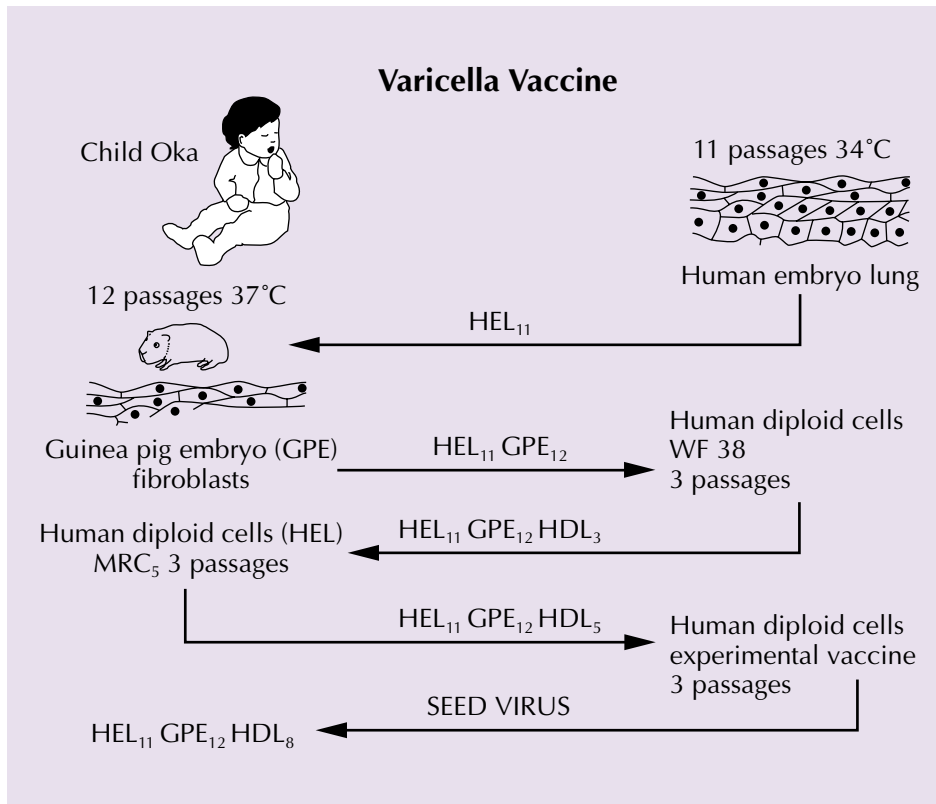 Varicella Vaccine
Child Oka
11 passages 34˚C
Human embryo lung
12 passages 37˚C
HEL₁₁
Guinea pig embryo (GPE)
fibroblasts
HEL₁₁ GPE₁₂
Human diploid cells
WF 38
3 passages
HEL₁₁ GPE₁₂ HDL₃
Human diploid cells (HEL)
MRC₅ 3 passages
HEL₁₁ GPE₁₂ HDL₅
Human diploid cells
experimental vaccine
3 passages
SEED VIRUS
HEL₁₁ GPE₁₂ HDL₈